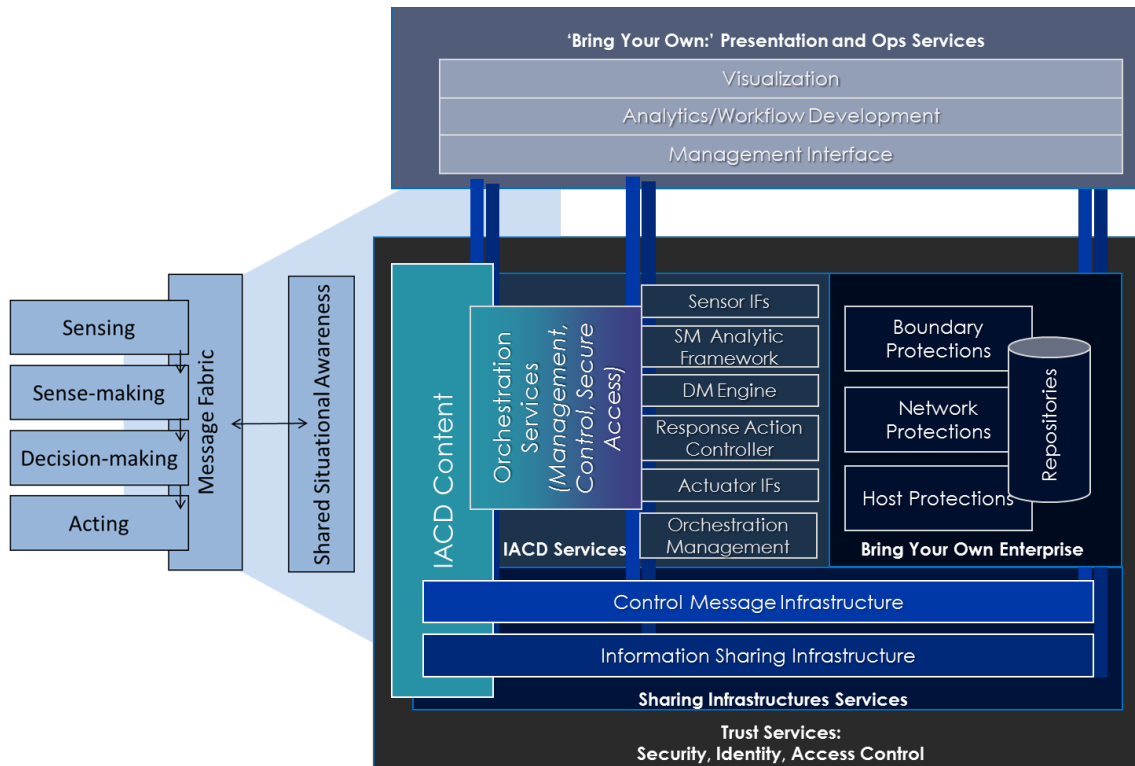 'Bring Your Own:' Presentation and Ops Services
Visualization
Analytics/Workflow Development
Management Interface
Sensing
Sense-making
Decision-making
Acting
Message Fabric
Shared Situational Awareness
IACD Content
Orchestration
Services
(Management,
Control, Secure
Access)
Sensor IFs
SM Analytic
Framework
DM Engine
Response Action
Controller
Actuator IFs
Orchestration
Management
IACD Services
Boundary
Protections
Network
Protections
Host Protections
Repositories
Bring Your Own Enterprise
Control Message Infrastructure
Information Sharing Infrastructure
Sharing Infrastructures Services
Trust Services:
Security, Identity, Access Control